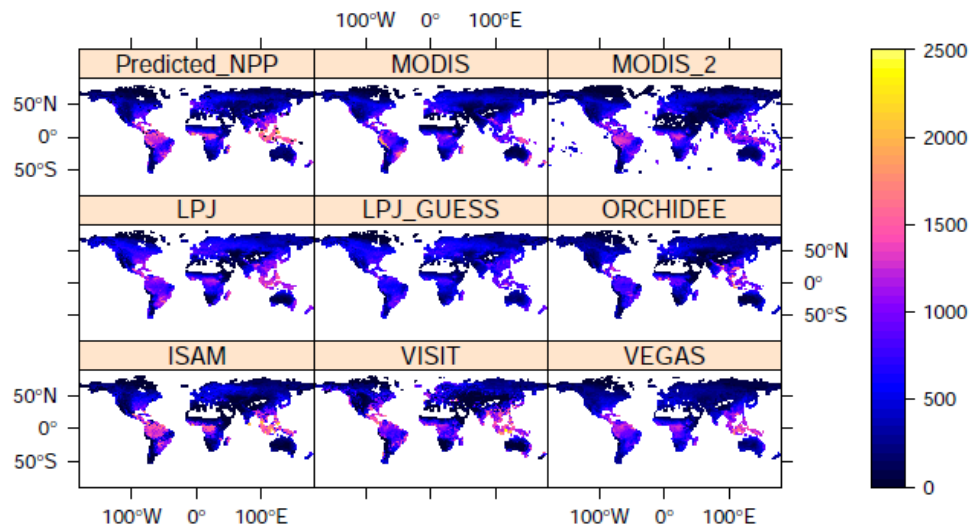 100°W 0° 100°E
Predicted_NPP MODIS MODIS_2
50°N
0°
50°S
LPJ LPJ_GUESS ORCHIDEE
50°N
0°
50°S
ISAM VISIT VEGAS
50°N
0°
50°S
100°W 0° 100°E 100°W 0° 100°E
2500
2000
1500
1000
500
0